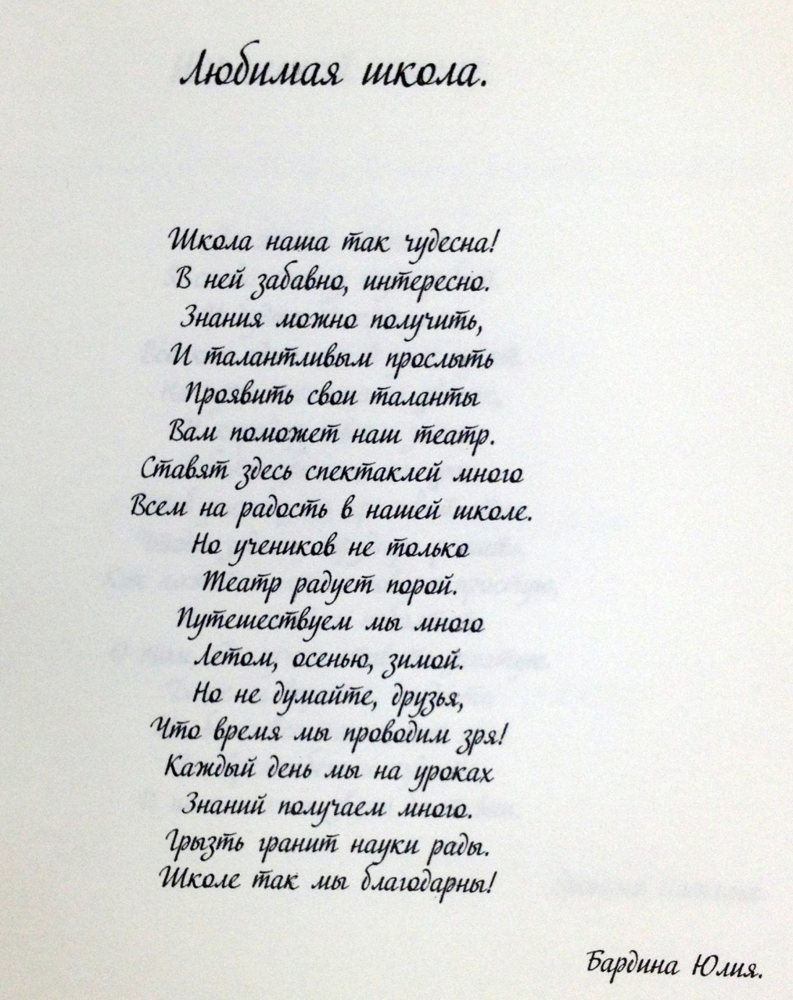 Любимая школа.
Школа наша так чудесна!
В ней забавно, интересно.
Знания можно получить,
И талантливым прослыть
Проявить свои таланты
Вам поможет наш театр.
Ставят здесь спектаклей много
Всем на радость в нашей школе.
Но учеников не только
Театр радует порой.
Путешествуем мы много
Летом, осенью, зимой.
Но не думайте, друзья,
Что время мы проводим зря!
Каждый день мы на уроках
Знаний получаем много.
Грызть гранит науки рады.
Школе так мы благодарны!
Бардина Юлия.